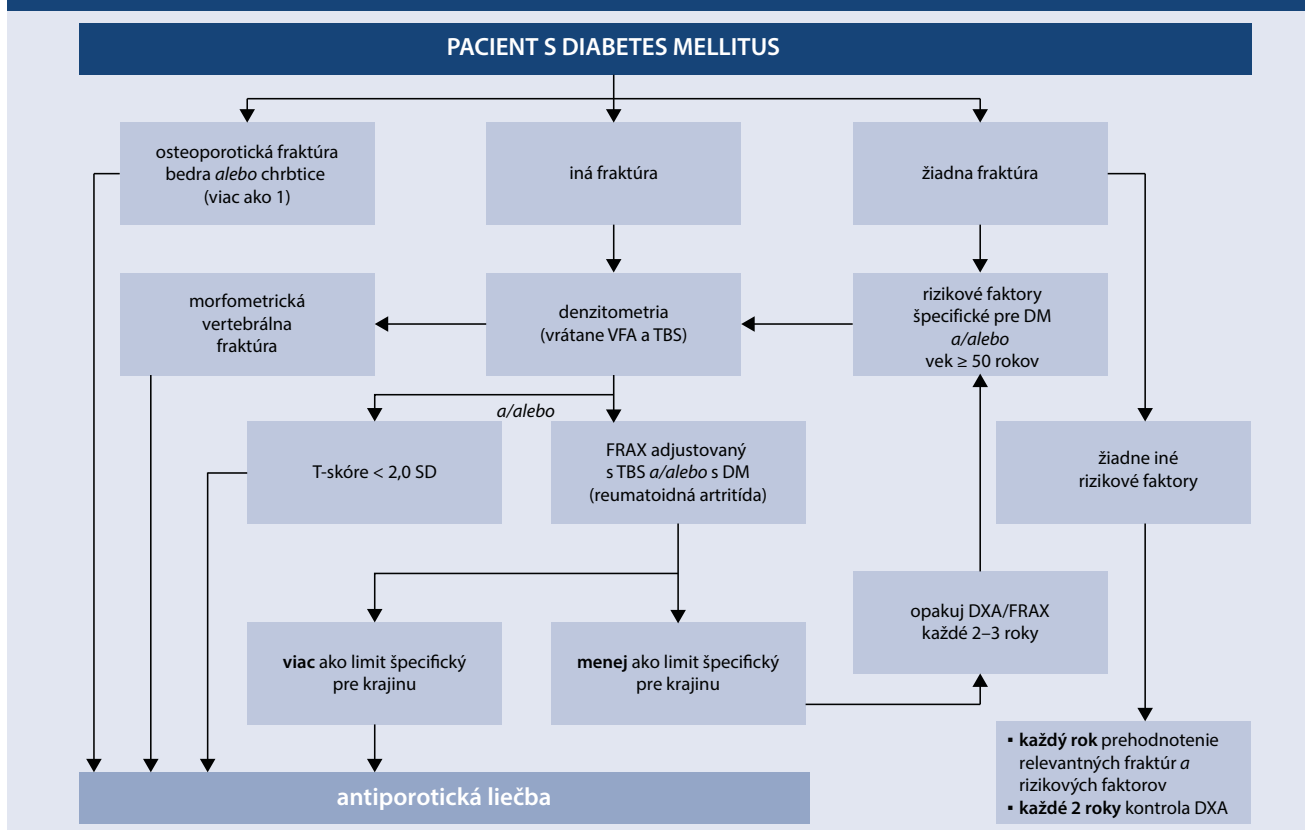 PACIENT S DIABETES MELLITUS
osteoporotická fraktúra
bedra alebo chrbtice
(viac ako 1)
iná fraktúra
žiadna fraktúra
morfometrická
vertebrálna
fraktúra
denzitometria
(vrátane VFA a TBS)
rizikové faktory
špecifické pre DM
a/alebo
vek ≥ 50 rokov
a/alebo
T-skóre < 2,0 SD
FRAX adjustovaný
s TBS a/alebo s DM
(reumatoidná artritída)
žiadne iné
rizikové faktory
opakuj DXA/FRAX
každé 2–3 roky
viac ako limit špecifický
pre krajinu
menej ako limit špecifický
pre krajinu
▪ každý rok prehodnotenie
relevantných fraktúr a
rizikových faktorov
▪ každé 2 roky kontrola DXA
antiporotická liečba